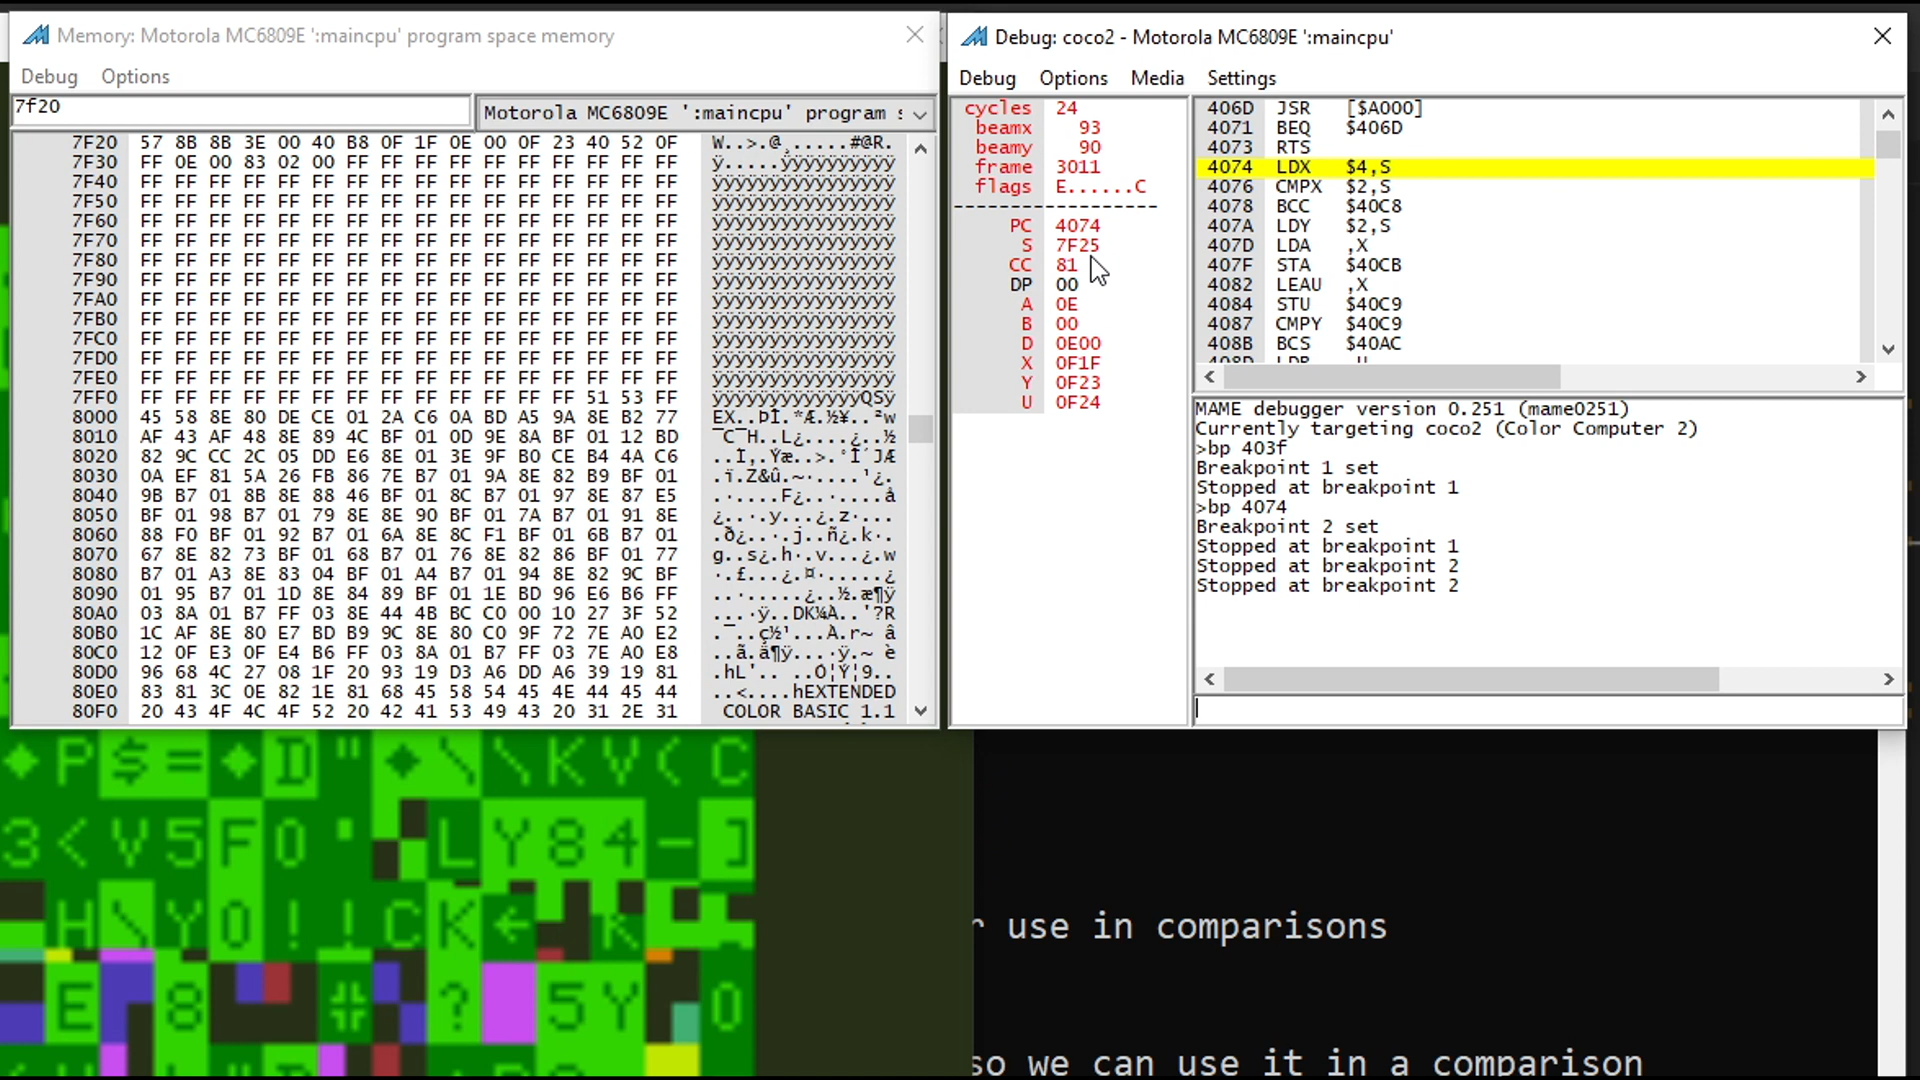 Memory: Motorola MC6809E ':maincpu' program space memory
Debug Options
7f20
Motorola MC6809E ':maincpu' program s
7F20 57 8B 8B 3E 00 40 B8 0F 1F 0E 00 0F 23 40 52 0F
7F30 FF 0E 00 83 02 00 FF FF FF FF FF FF FF FF FF FF
7F40 FF FF FF FF FF FF FF FF FF FF FF FF FF FF FF FF
7F50 FF FF FF FF FF FF FF FF FF FF FF FF FF FF FF FF
7F60 FF FF FF FF FF FF FF FF FF FF FF FF FF FF FF FF
7F70 FF FF FF FF FF FF FF FF FF FF FF FF FF FF FF FF
7F80 FF FF FF FF FF FF FF FF FF FF FF FF FF FF FF FF
7F90 FF FF FF FF FF FF FF FF FF FF FF FF FF FF FF FF
7FA0 FF FF FF FF FF FF FF FF FF FF FF FF FF FF FF FF
7FB0 FF FF FF FF FF FF FF FF FF FF FF FF FF FF FF FF
7FC0 FF FF FF FF FF FF FF FF FF FF FF FF FF FF FF FF
7FD0 FF FF FF FF FF FF FF FF FF FF FF FF FF FF FF FF
7FE0 FF FF FF FF FF FF FF FF FF FF FF FF FF FF FF FF
7FF0 FF FF FF FF FF FF FF FF FF FF FF FF FF 51 53 FF
8000 45 58 8E 80 DE CE 01 2A C6 0A BD A5 9A 8E B2 77
8010 AF 43 AF 48 8E 89 4C BF 01 0D 9E 8A BF 01 12 BD
8020 82 9C CC 2C 05 DD E6 8E 01 3E 9F B0 CE B4 4A C6
8030 0A EF 81 5A 26 FB 86 7E B7 01 9A 8E 82 B9 BF 01
8040 9B B7 01 8B 8E 88 46 BF 01 8C B7 01 97 8E 87 E5
8050 BF 01 98 B7 01 79 8E 8E 90 BF 01 7A B7 01 91 8E
8060 88 F0 BF 01 92 B7 01 6A 8E 8C F1 BF 01 6B B7 01
8070 67 8E 82 73 BF 01 68 B7 01 76 8E 82 86 BF 01 77
8080 B7 01 A3 8E 83 04 BF 01 A4 B7 01 94 8E 82 9C BF
8090 01 95 B7 01 1D 8E 84 89 BF 01 1E BD 96 E6 B6 FF
80A0 03 8A 01 B7 FF 03 8E 44 4B BC C0 00 10 27 3F 52
80B0 1C AF 8E 80 E7 BD B9 9C 8E 80 C0 9F 72 7E A0 E2
80C0 12 0F E3 0F E4 B6 FF 03 8A 01 B7 FF 03 7E A0 E8
80D0 96 68 4C 27 08 1F 20 93 19 D3 A6 DD A6 39 19 81
80E0 83 81 3C 0E 82 1E 81 68 45 58 54 45 4E 44 45 44 ..<....hEXTENDED
80F0 20 43 4F 4C 4F 52 20 42 41 53 49 43 20 31 2E 31 COLOR BASIC 1.1
Debug: coco2 - Motorola MC6809E ':maincpu'
Debug Options Media Settings
cycles 24
beamx 93
beamy 90
frame 3011
flags E......C
PC 4074
S 7F25
CC 81
DP 00
A 0E
B 00
D 0E00
X 0F1F
Y 0F23
U 0F24
406D JSR [$A000]
4071 BEQ $406D
4073 RTS
4074 LDX $4,S
4076 CMPX $2,S
4078 BCC $40C8
407A LDY $2,S
407D LDA ,X
407F STA $40CB
4082 LEAU ,X
4084 STU $40C9
4087 CMPY $40C9
408B BCS $40AC
MAME debugger version 0.251 (mame0251)
Currently targeting coco2 (Color Computer 2)
>bp 403f
Breakpoint 1 set
Stopped at breakpoint 1
>bp 4074
Breakpoint 2 set
Stopped at breakpoint 1
Stopped at breakpoint 2
Stopped at breakpoint 2
P$=◆D"◆\\KV<C
3<V5F0'LY84-]
H\Y0!!CK←K
E8#?5Y0
r use in comparisons
so we can use it in a comparison